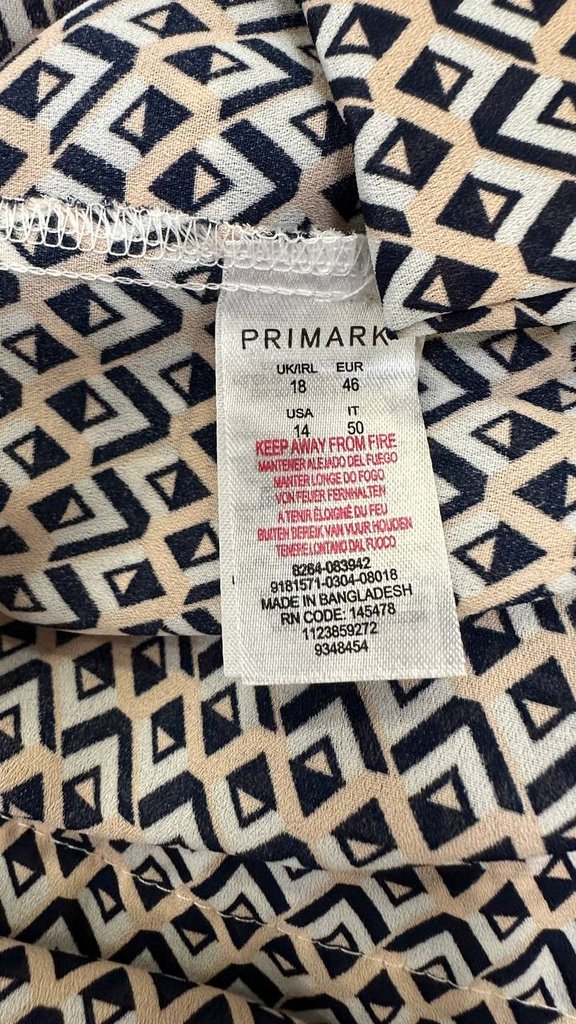 PRIMARK
UK/IRL EUR
18 46
USA IT
14 50
KEEP AWAY FROM FIRE
MANTENER ALEJADO DEL FUEGO
MANTER LONGE DO FOGO
VON FEUER FERNHALTEN
A TENIR ÉLOIGNÉ DU FEU
BUITEN BEREIK VAN VUUR HOUDEN
TENERE LONTANO DAL FUOCO
8264-083942
9181571-0304-08018
MADE IN BANGLADESH
RN CODE: 145478
1123859272
9348454